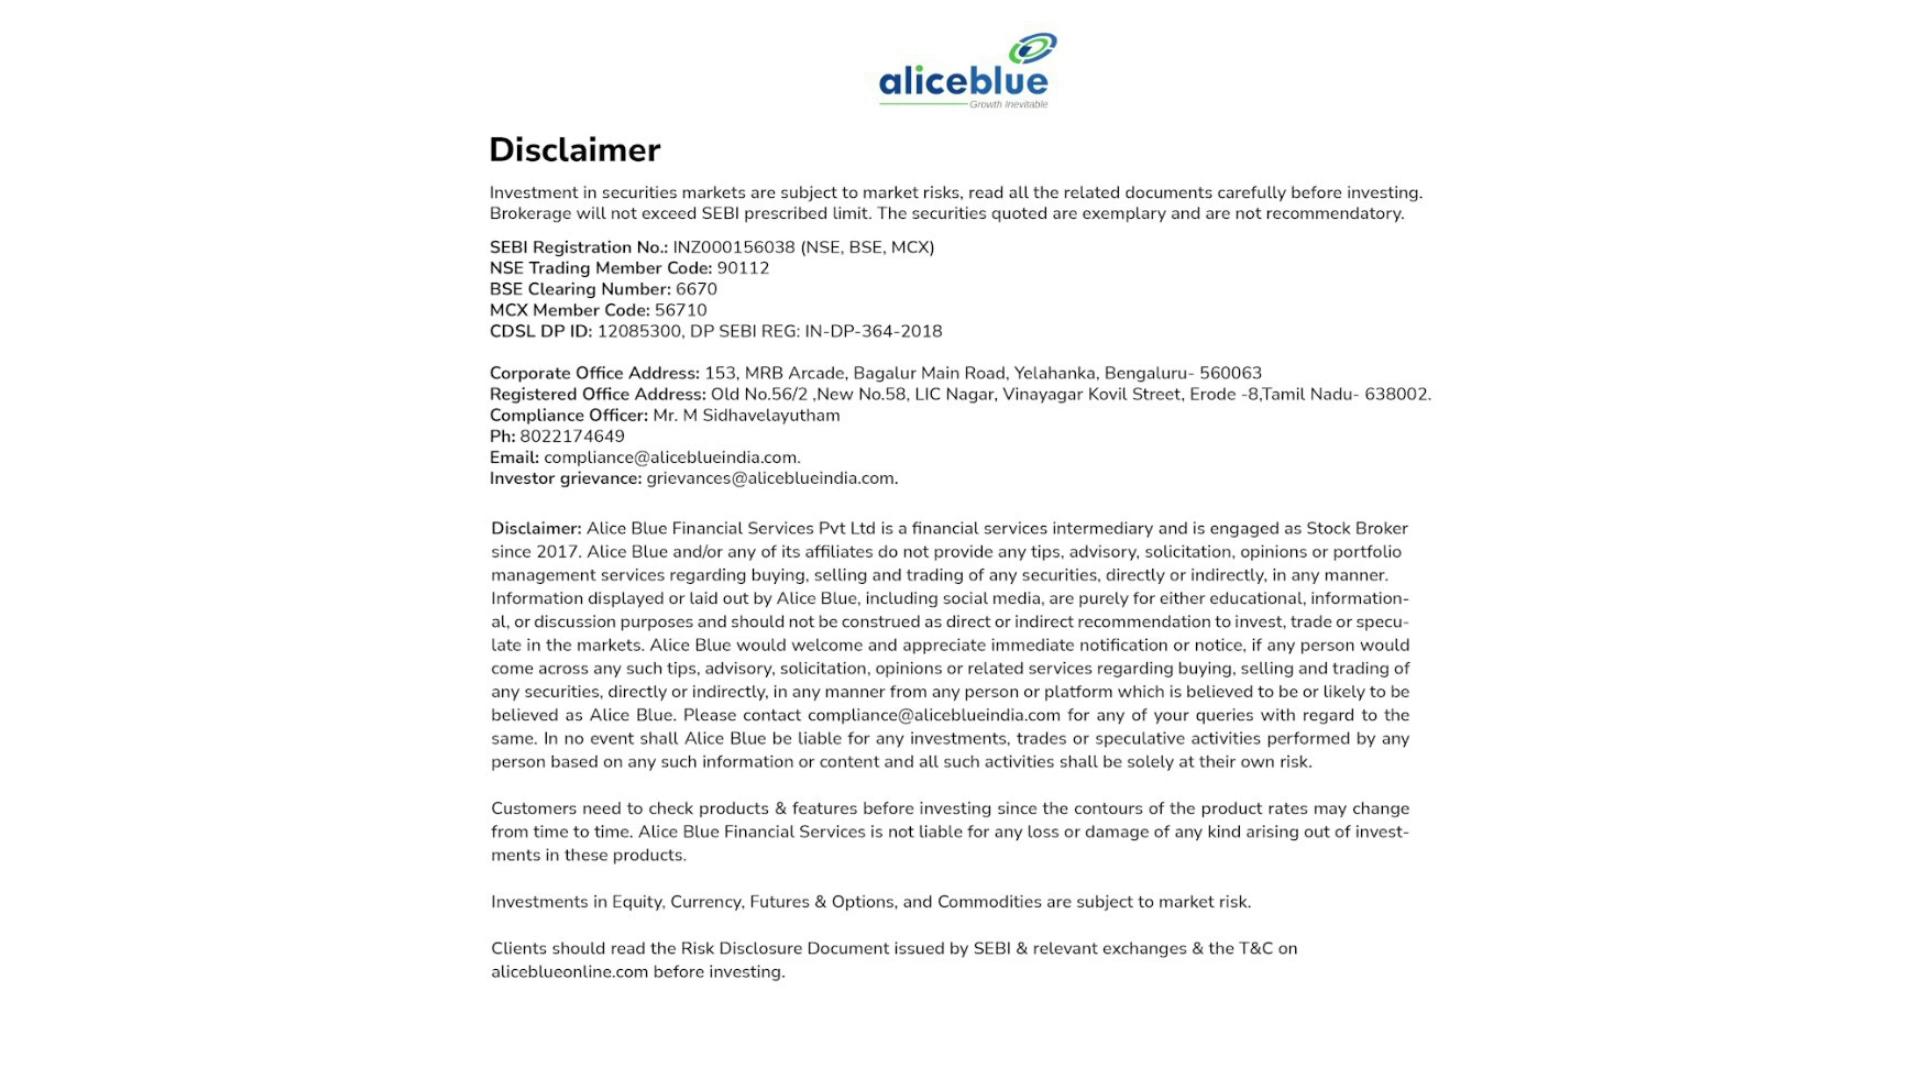 aliceblue
Growth Inevitable
Disclaimer
Investment in securities markets are subject to market risks, read all the related documents carefully before investing.
Brokerage will not exceed SEBI prescribed limit. The securities quoted are exemplary and are not recommendatory.
SEBI Registration No.: INZ000156038 (NSE, BSE, MCX)
NSE Trading Member Code: 90112
BSE Clearing Number: 6670
MCX Member Code: 56710
CDSL DP ID: 12085300, DP SEBI REG: IN-DP-364-2018
Corporate Office Address: 153, MRB Arcade, Bagalur Main Road, Yelahanka, Bengaluru- 560063
Registered Office Address: Old No.56/2 ,New No.58, LIC Nagar, Vinayagar Kovil Street, Erode -8,Tamil Nadu- 638002.
Compliance Officer: Mr. M Sidhavelayutham
Ph: 8022174649
Email: compliance@aliceblueindia.com.
Investor grievance: grievances@aliceblueindia.com.
Disclaimer: Alice Blue Financial Services Pvt Ltd is a financial services intermediary and is engaged as Stock Broker
since 2017. Alice Blue and/or any of its affiliates do not provide any tips, advisory, solicitation, opinions or portfolio
management services regarding buying, selling and trading of any securities, directly or indirectly, in any manner.
Information displayed or laid out by Alice Blue, including social media, are purely for either educational, information-
al, or discussion purposes and should not be construed as direct or indirect recommendation to invest, trade or specu-
late in the markets. Alice Blue would welcome and appreciate immediate notification or notice, if any person would
come across any such tips, advisory, solicitation, opinions or related services regarding buying, selling and trading of
any securities, directly or indirectly, in any manner from any person or platform which is believed to be or likely to be
believed as Alice Blue. Please contact compliance@aliceblueindia.com for any of your queries with regard to the
same. In no event shall Alice Blue be liable for any investments, trades or speculative activities performed by any
person based on any such information or content and all such activities shall be solely at their own risk.
Customers need to check products & features before investing since the contours of the product rates may change
from time to time. Alice Blue Financial Services is not liable for any loss or damage of any kind arising out of invest-
ments in these products.
Investments in Equity, Currency, Futures & Options, and Commodities are subject to market risk.
Clients should read the Risk Disclosure Document issued by SEBI & relevant exchanges & the T&C on
aliceblueonline.com before investing.